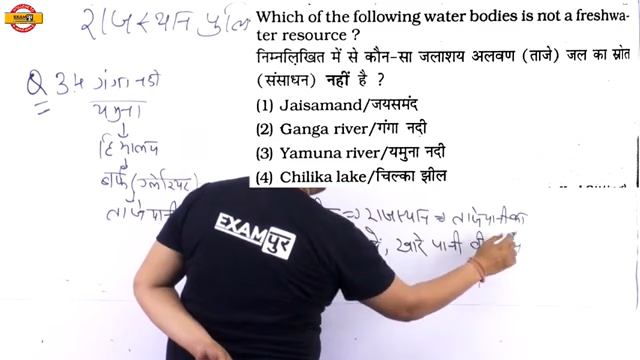 EXAMपुर
राजस्थान पुलि
Which of the following water bodies is not a freshwa-
ter resource ?
निम्नलिखित में से कौन-सा जलाशय अलवण (ताजे) जल का स्रोत
(संसाधन) नहीं है ?
(1) Jaisamand/जयसमंद
(2) Ganga river/गंगा नदी
(3) Yamuna river/यमुना नदी
(4) Chilika lake/चिल्का झील
Q 34 गंगा नदी
यमुना
↓
हिमालय
↓
बर्फ (ग्लेशियर)
ताजे पानी
राजस्थान
ताजे पानी का
खारे पानी की
EXAMपुर